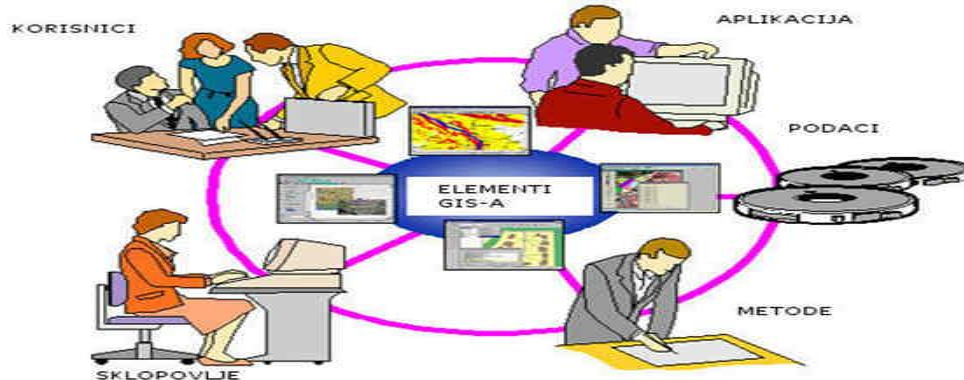 KORISNICI
APLIKACIJA
PODACI
ELEMENTI
GIS-A
METODE
SKLOPOVLJE